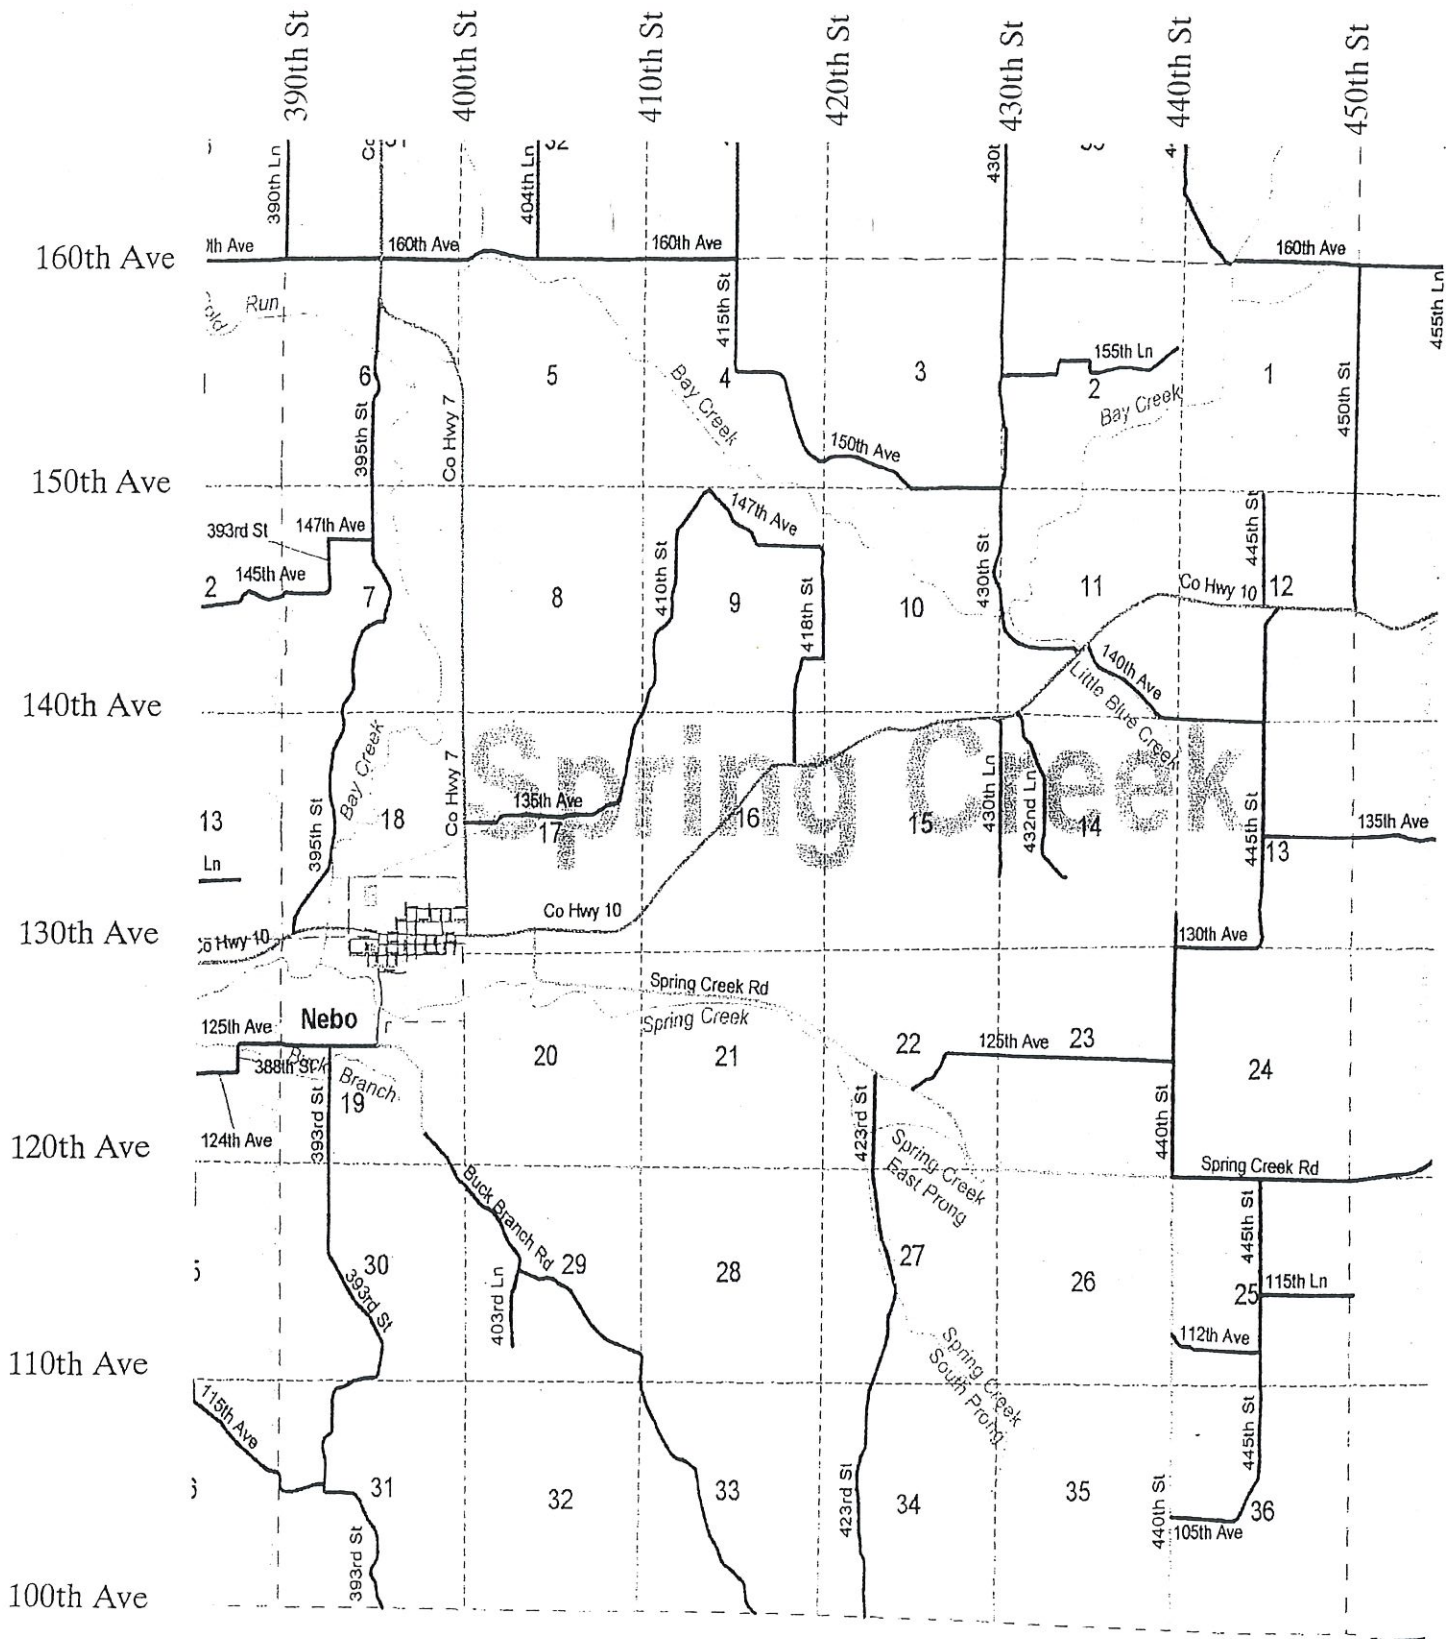 390th St
400th St
410th St
420th St
430th St
440th St
450th St
390th Ln
404th Ln
160th Ave
160th Ave
160th Ave
160th Ave
Run
415th St
455th Ln
155th Ln
6
5
4
3
2
1
Bay Creek
Bay Creek
395th St
Co Hwy 7
450th St
150th Ave
150th Ave
147th Ave
393rd St
147th Ave
445th St
145th Ave
410th St
418th St
430th St
Co Hwy 10
2
7
8
9
10
11
12
140th Ave
140th Ave
Little Blue Creek
Spring Creek
Bay Creek
Co Hwy 7
135th Ave
430th Ln
432nd Ln
445th St
135th Ave
395th St
13
18
17
16
15
14
13
Ln
Co Hwy 10
130th Ave
Co Hwy 10
130th Ave
Spring Creek Rd
Spring Creek
Nebo
125th Ave
125th Ave
20
21
22
23
24
388th St
Buck Branch
19
393rd St
423rd St
440th St
124th Ave
120th Ave
Spring Creek
East Prong
Spring Creek Rd
Buck Branch Rd
445th St
30
29
28
27
26
25
115th Ln
393rd St
403rd Ln
112th Ave
110th Ave
Spring Creek
South Prong
115th Ave
445th St
31
32
33
34
35
36
423rd St
440th St
105th Ave
393rd St
100th Ave